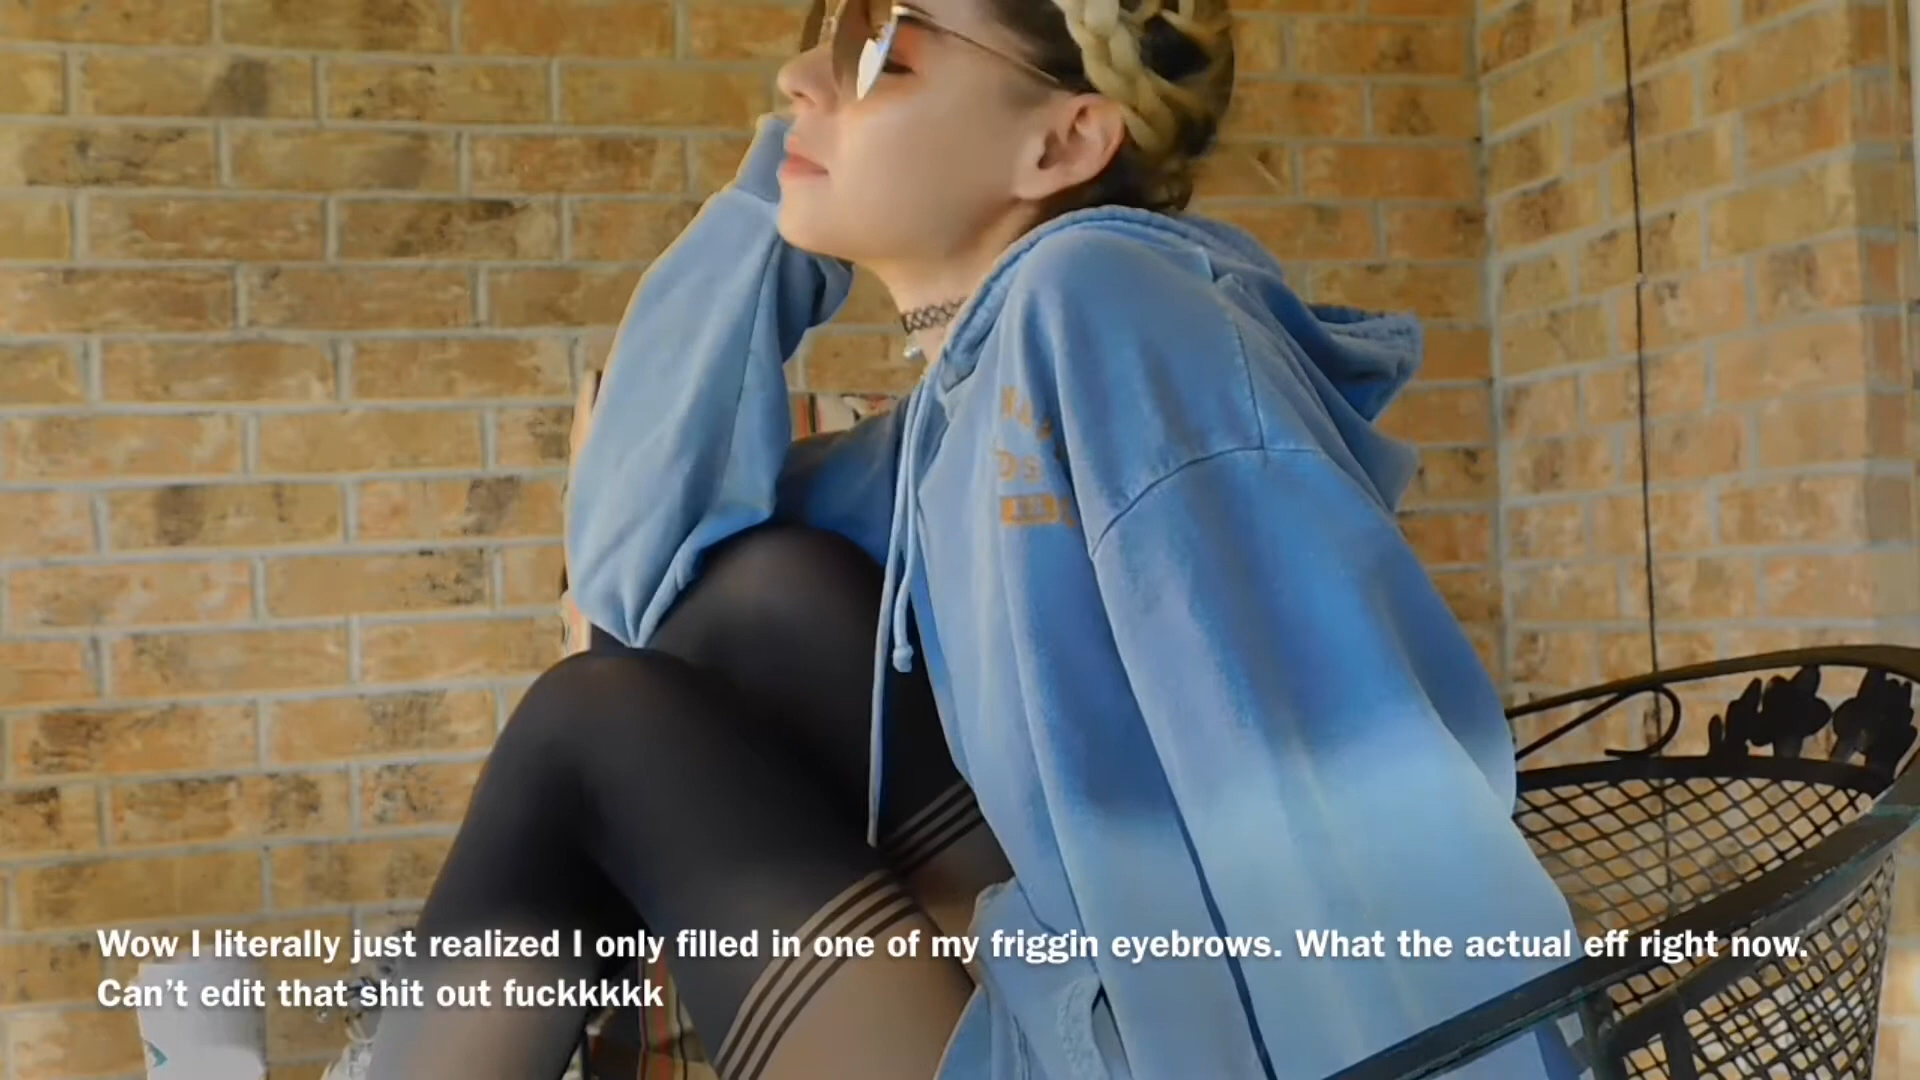 Wow I literally just realized I only filled in one of my friggin eyebrows. What the actual eff right now.
Can't edit that shit out fuckkkkk